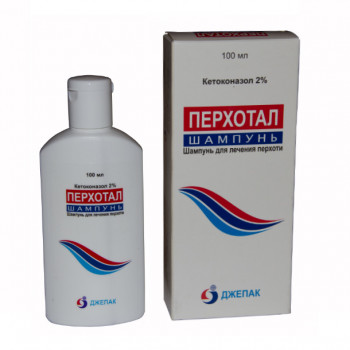 100 мл
Кетоконазол 2%
ПЕРХОТАЛ
ШАМПУНЬ
Шампунь для лечения перхоти
ДЖЕПАК
ПЕРХОТАЛ
100 мл
Кетоконазол 2%
ПЕРХОТАЛ
ШАМПУНЬ
Шампунь для лечения перхоти
ДЖЕПАК